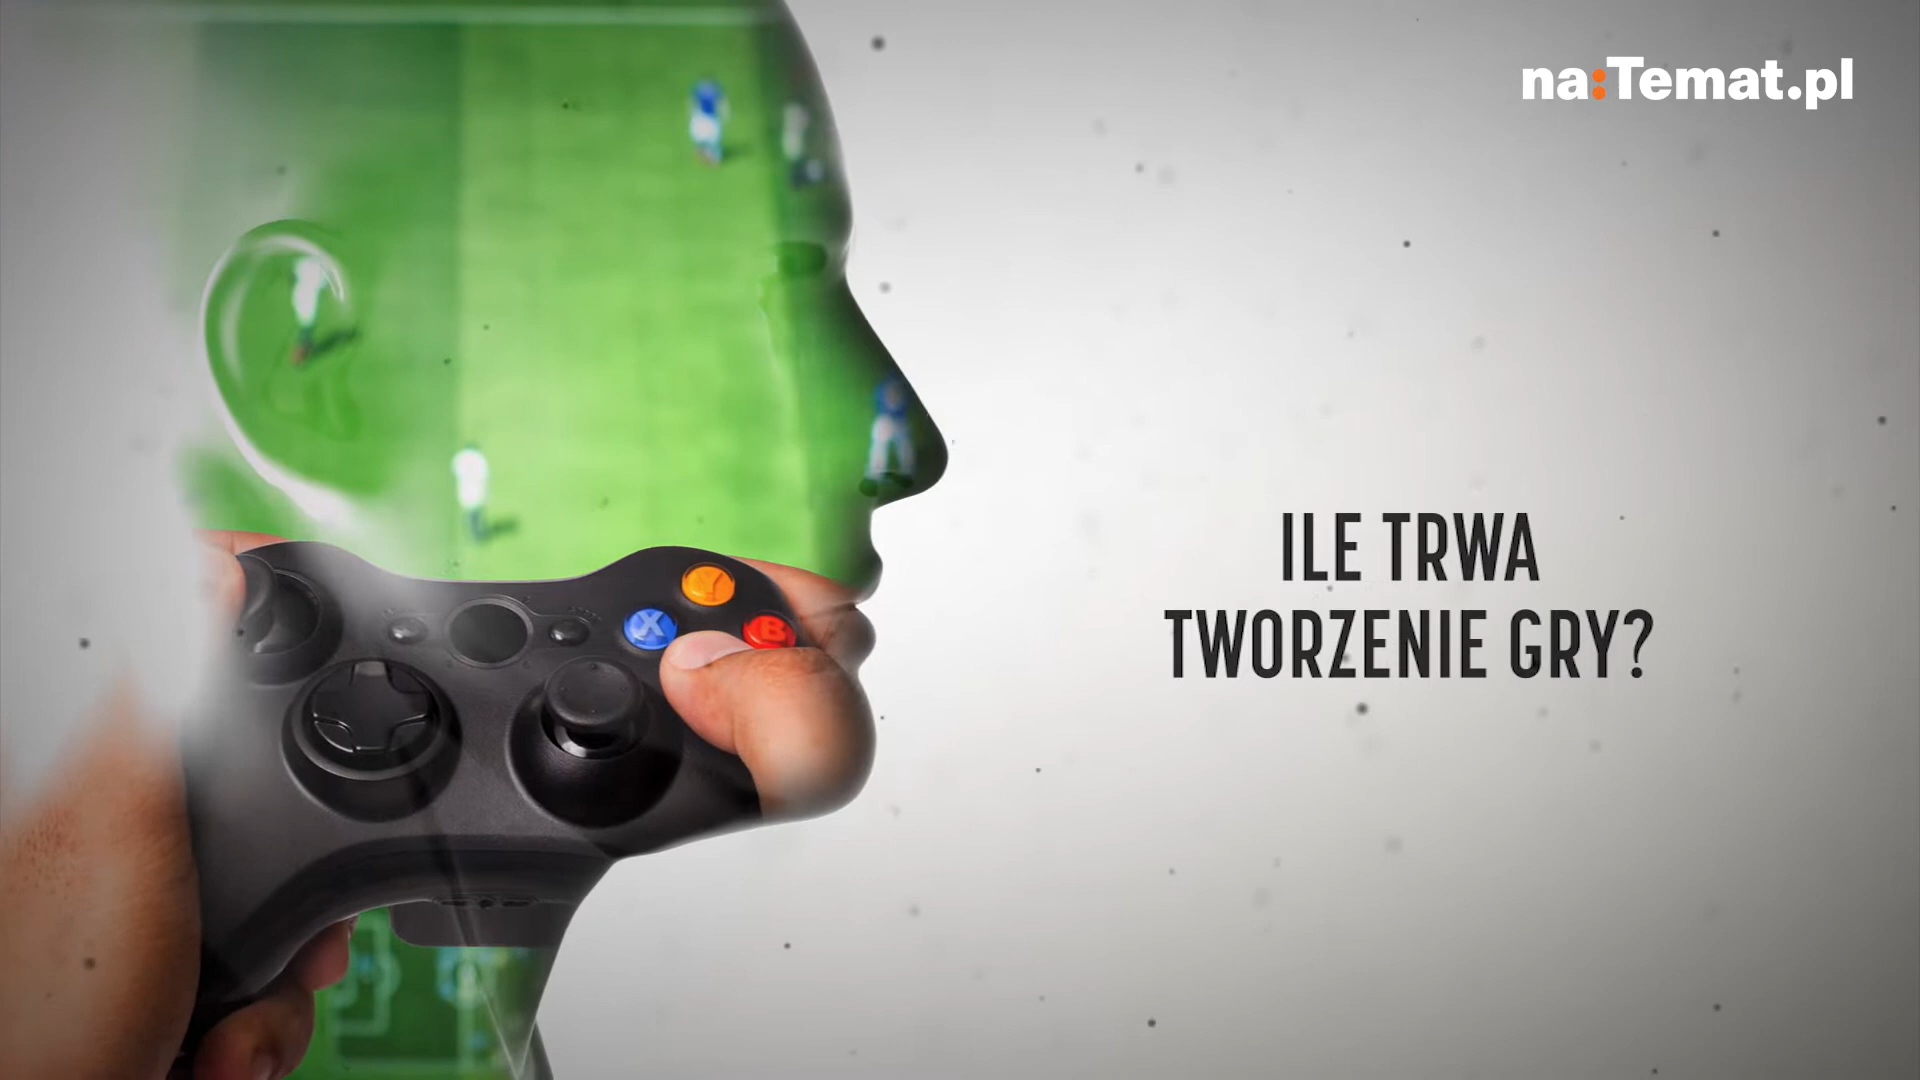 na:Temat.pl
ILE TRWA
TWORZENIE GRY?
Y
X
B